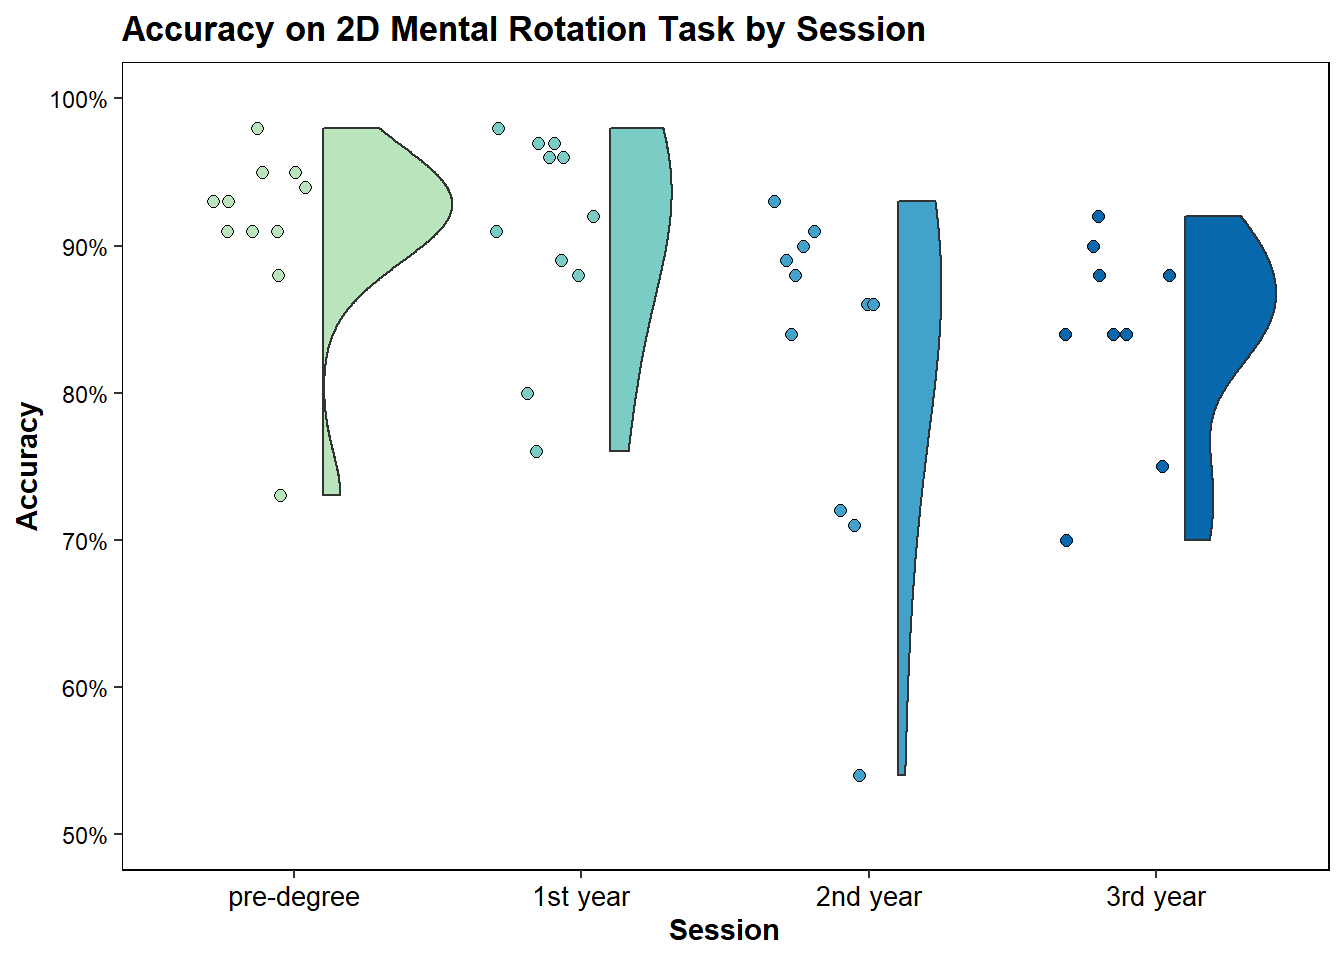 Accuracy on 2D Mental Rotation Task by Session
100%
90%
80%
70%
60%
50%
Accuracy
pre-degree
1st year
2nd year
3rd year
Session